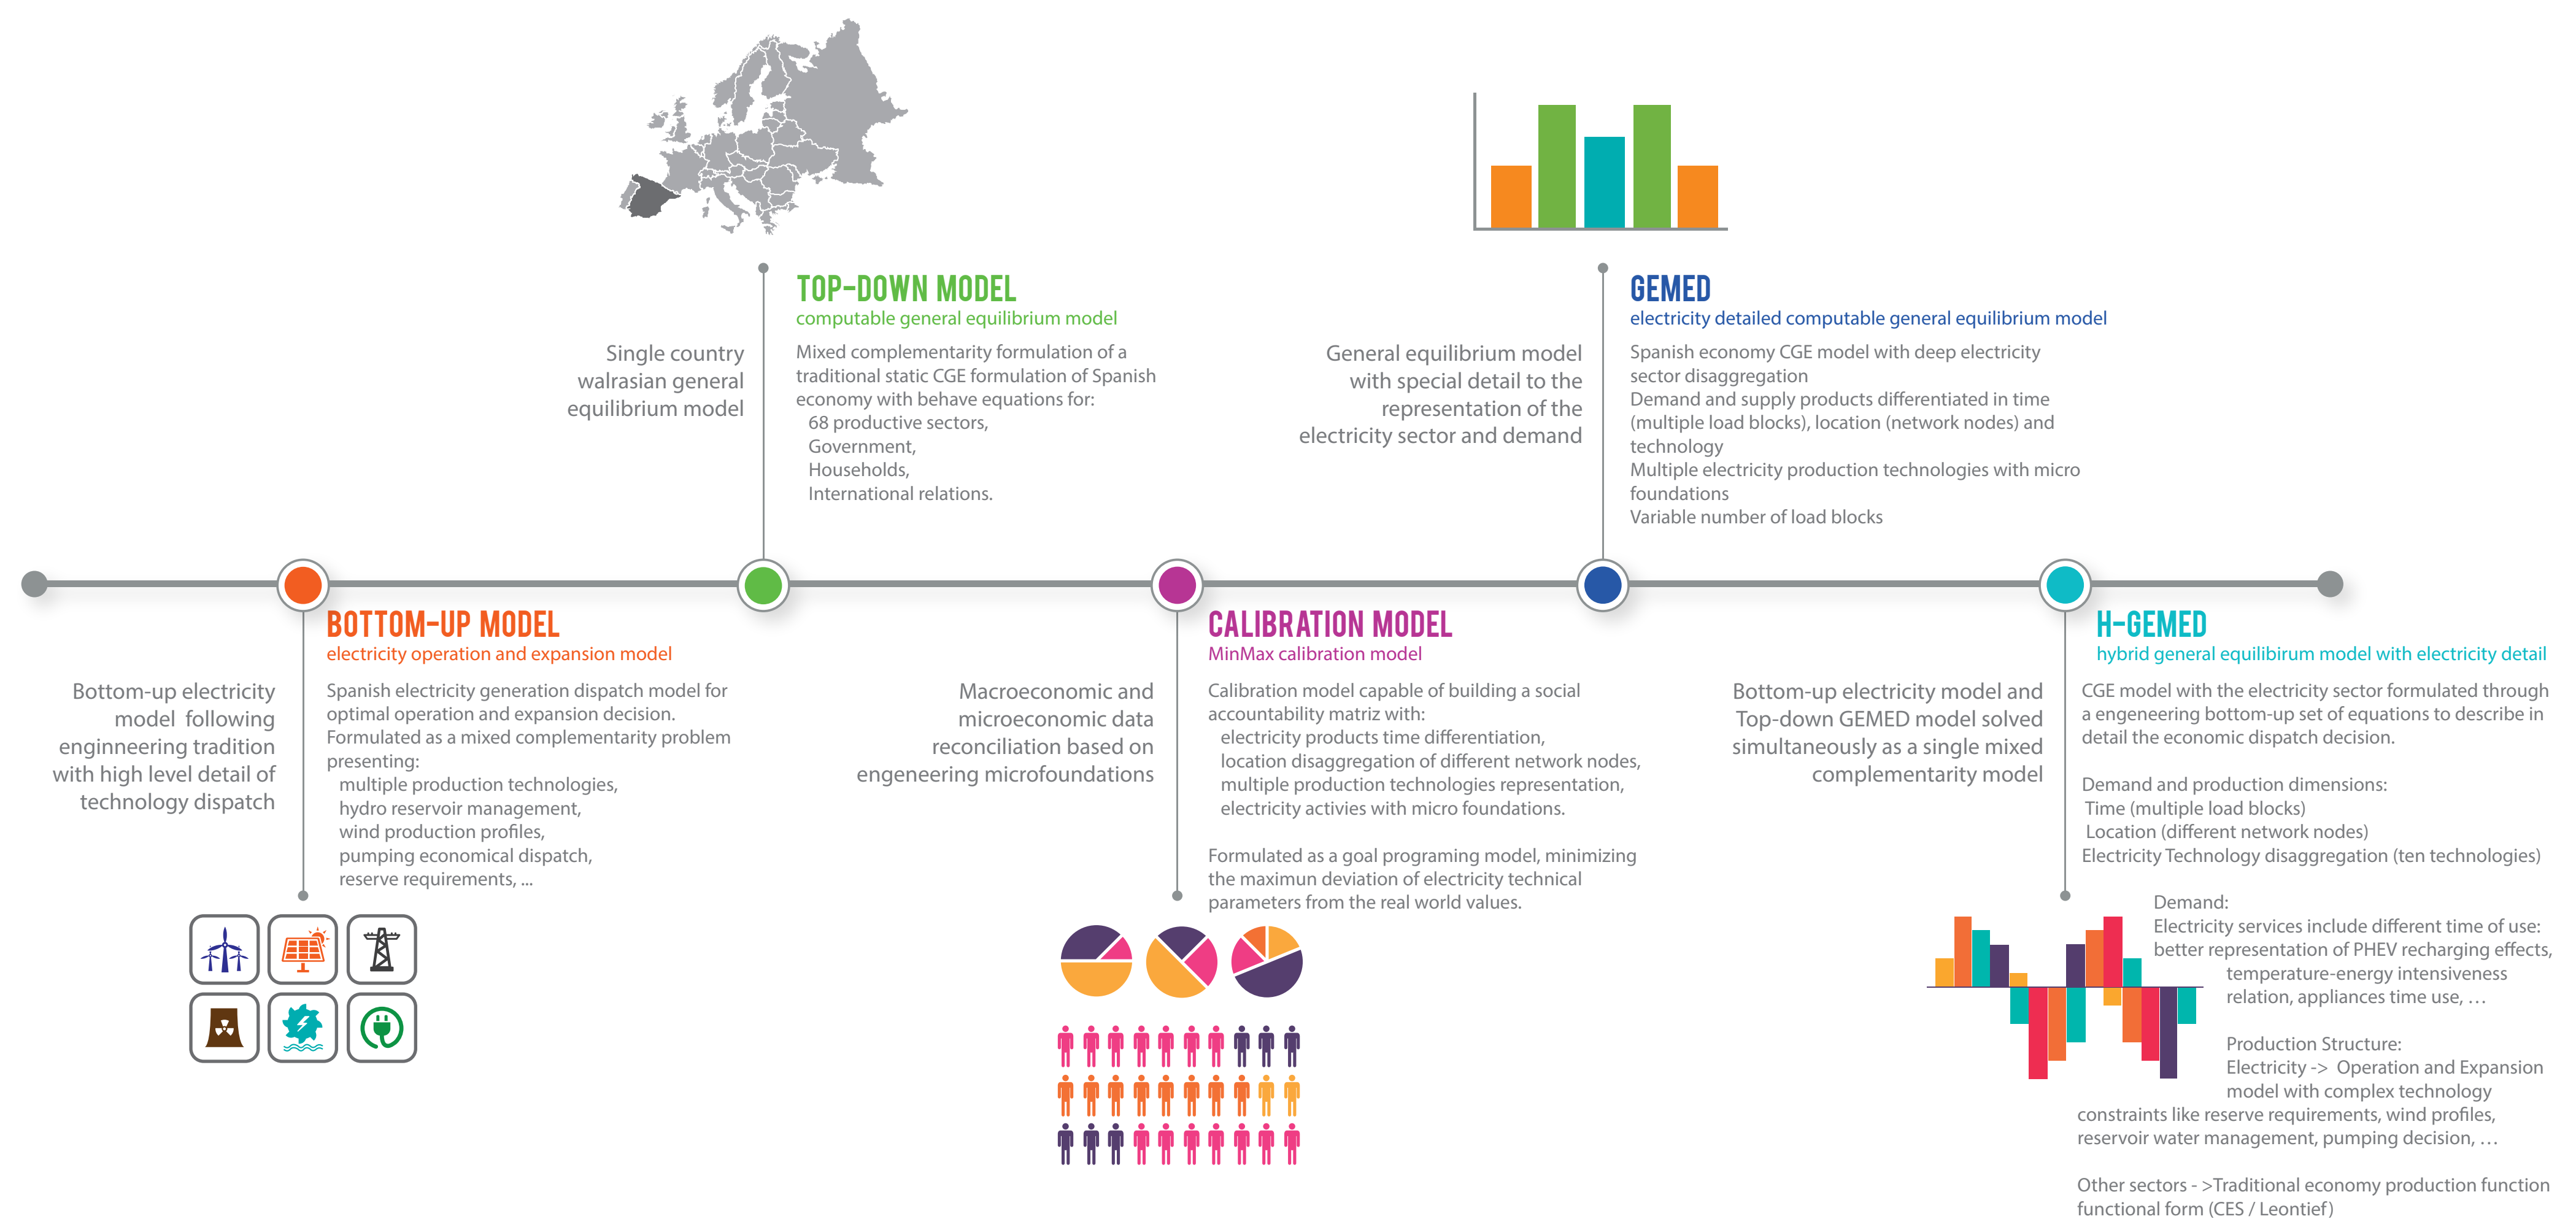 TOP-DOWN MODEL
computable general equilibrium model
Single country
walrasian general
equilibrium model
Mixed complementarity formulation of a
traditional static CGE formulation of Spanish
economy with behave equations for:
68 productive sectors,
Government,
Households,
International relations.
GEMED
electricity detailed computable general equilibrium model
General equilibrium model
with special detail to the
representation of the
electricity sector and demand
Spanish economy CGE model with deep electricity
sector disaggregation
Demand and supply products differentiated in time
(multiple load blocks), location (network nodes) and
technology
Multiple electricity production technologies with micro
foundations
Variable number of load blocks
BOTTOM-UP MODEL
electricity operation and expansion model
Bottom-up electricity
model following
enginneering tradition
with high level detail of
technology dispatch
Spanish electricity generation dispatch model for
optimal operation and expansion decision.
Formulated as a mixed complementarity problem
presenting:
multiple production technologies,
hydro reservoir management,
wind production profiles,
pumping economical dispatch,
reserve requirements, ...
CALIBRATION MODEL
MinMax calibration model
Macroeconomic and
microeconomic data
reconciliation based on
engeneering microfoundations
Calibration model capable of building a social
accountability matriz with:
electricity products time differentiation,
location disaggregation of different network nodes,
multiple production technologies representation,
electricity activies with micro foundations.
Formulated as a goal programing model, minimizing
the maximun deviation of electricity technical
parameters from the real world values.
H-GEMED
hybrid general equilibirum model with electricity detail
Bottom-up electricity model and
Top-down GEMED model solved
simultaneously as a single mixed
complementarity model
CGE model with the electricity sector formulated through
a engeneering bottom-up set of equations to describe in
detail the economic dispatch decision.
Demand and production dimensions:
Time (multiple load blocks)
Location (different network nodes)
Electricity Technology disaggregation (ten technologies)
Demand:
Electricity services include different time of use:
better representation of PHEV recharging effects,
temperature-energy intensiveness
relation, appliances time use, …
Production Structure:
Electricity -> Operation and Expansion
model with complex technology
constraints like reserve requirements, wind profiles,
reservoir water management, pumping decision, …
Other sectors - >Traditional economy production function
functional form (CES / Leontief)